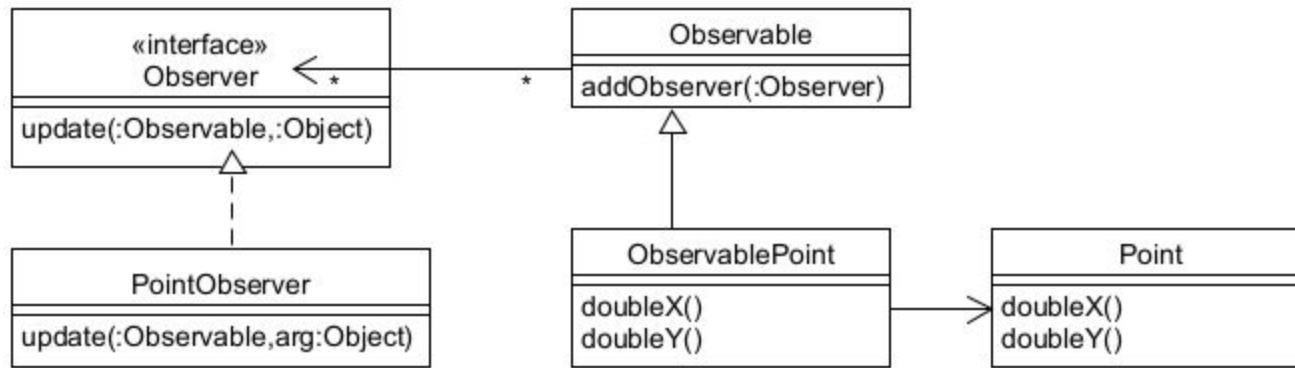 «interface»
Observer
update(:Observable,:Object)
*
*
Observable
addObserver(:Observer)
PointObserver
update(:Observable,arg:Object)
ObservablePoint
doubleX()
doubleY()
Point
doubleX()
doubleY()